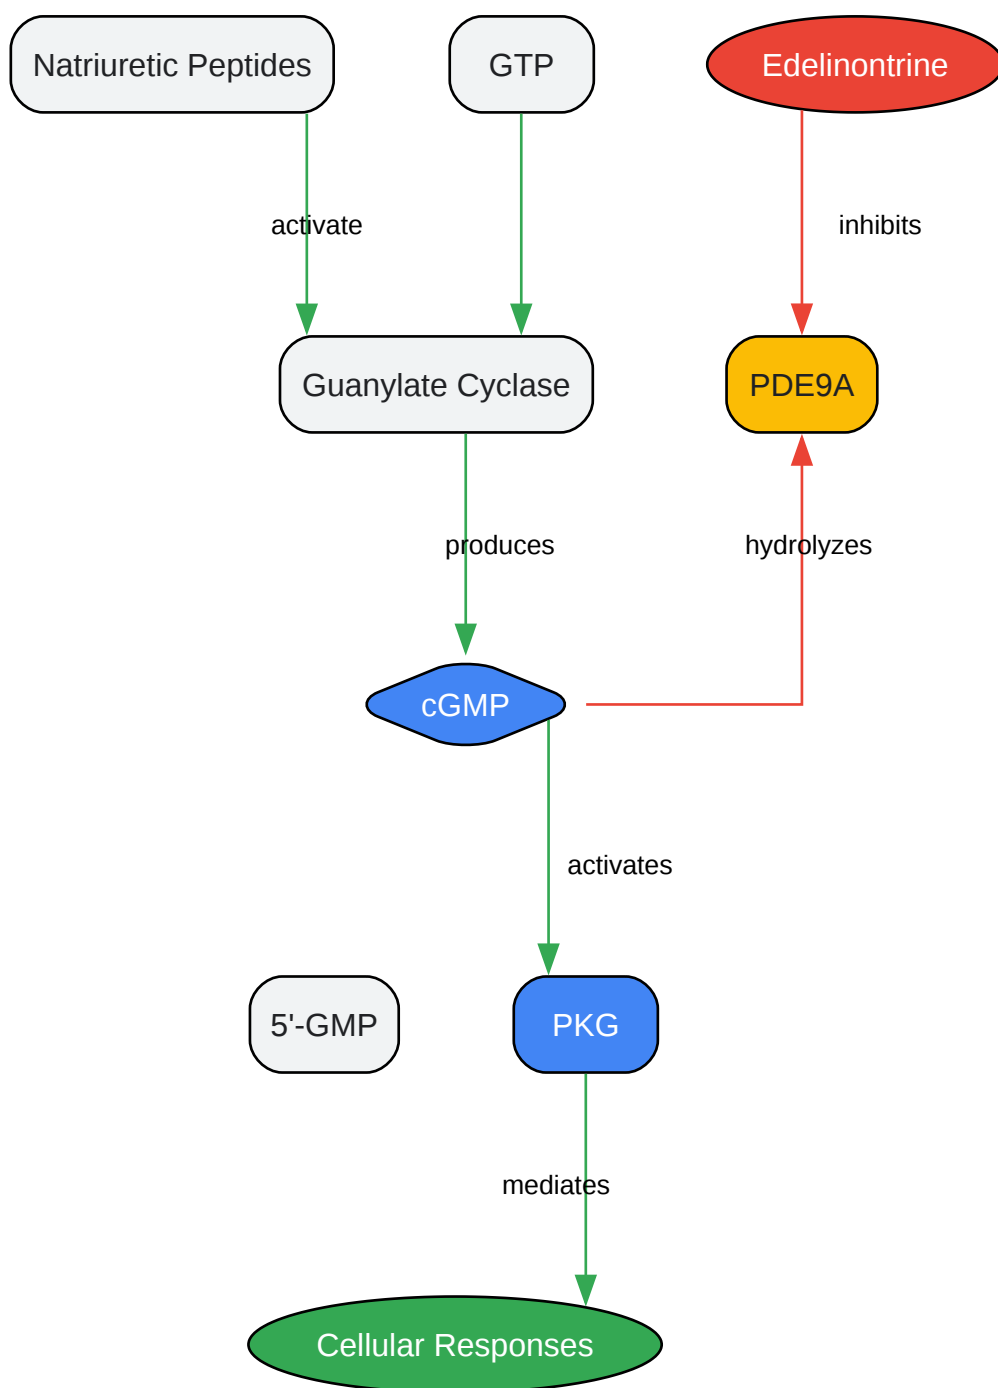 Natriuretic Peptides
GTP
Edelinontrine
activate
inhibits
Guanylate Cyclase
PDE9A
produces
hydrolyzes
cGMP
activates
5'-GMP
PKG
mediates
Cellular Responses